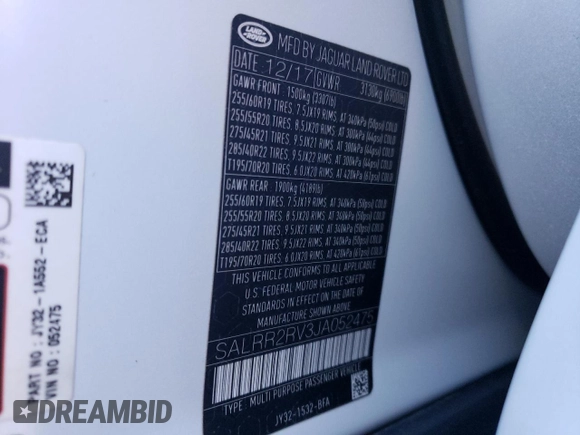 LAND ROVER
MFD BY JAGUAR LAND ROVER LTD
DATE 12/17 GVWR 3130kg (6900lb)
GAWR FRONT : 1500kg (3307lb)
255/60R19 TIRES. 7.5JX19 RIMS. AT 340kPa (50psi) COLD
255/55R20 TIRES. 8.5JX20 RIMS. AT 340kPa (50psi) COLD
275/45R21 TIRES. 9.5JX21 RIMS. AT 300kPa (44psi) COLD
285/40R22 TIRES. 9.5JX22 RIMS. AT 300kPa (44psi) COLD
T195/70R20 TIRES. 6.0JX20 RIMS. AT 420kPa (61psi) COLD
GAWR REAR : 1900kg (4189lb)
255/60R19 TIRES. 7.5JX19 RIMS. AT 340kPa (50psi) COLD
255/55R20 TIRES. 8.5JX20 RIMS. AT 340kPa (50psi) COLD
275/45R21 TIRES. 9.5JX21 RIMS. AT 340kPa (50psi) COLD
285/40R22 TIRES. 9.5JX22 RIMS. AT 340kPa (50psi) COLD
T195/70R20 TIRES. 6.0JX20 RIMS. AT 420kPa (61psi) COLD
THIS VEHICLE CONFORMS TO ALL APPLICABLE
U.S. FEDERAL MOTOR VEHICLE SAFETY
STANDARDS IN EFFECT ON THE DATE OF
MANUFACTURE SHOWN ABOVE
SALRR2RV3JA052475
TYPE: MULTI PURPOSE PASSENGER VEHICLE
JY32-1532-BFA
PART NO : JY32-1A552-ECA
VIN NO : 052475
DREAMBID